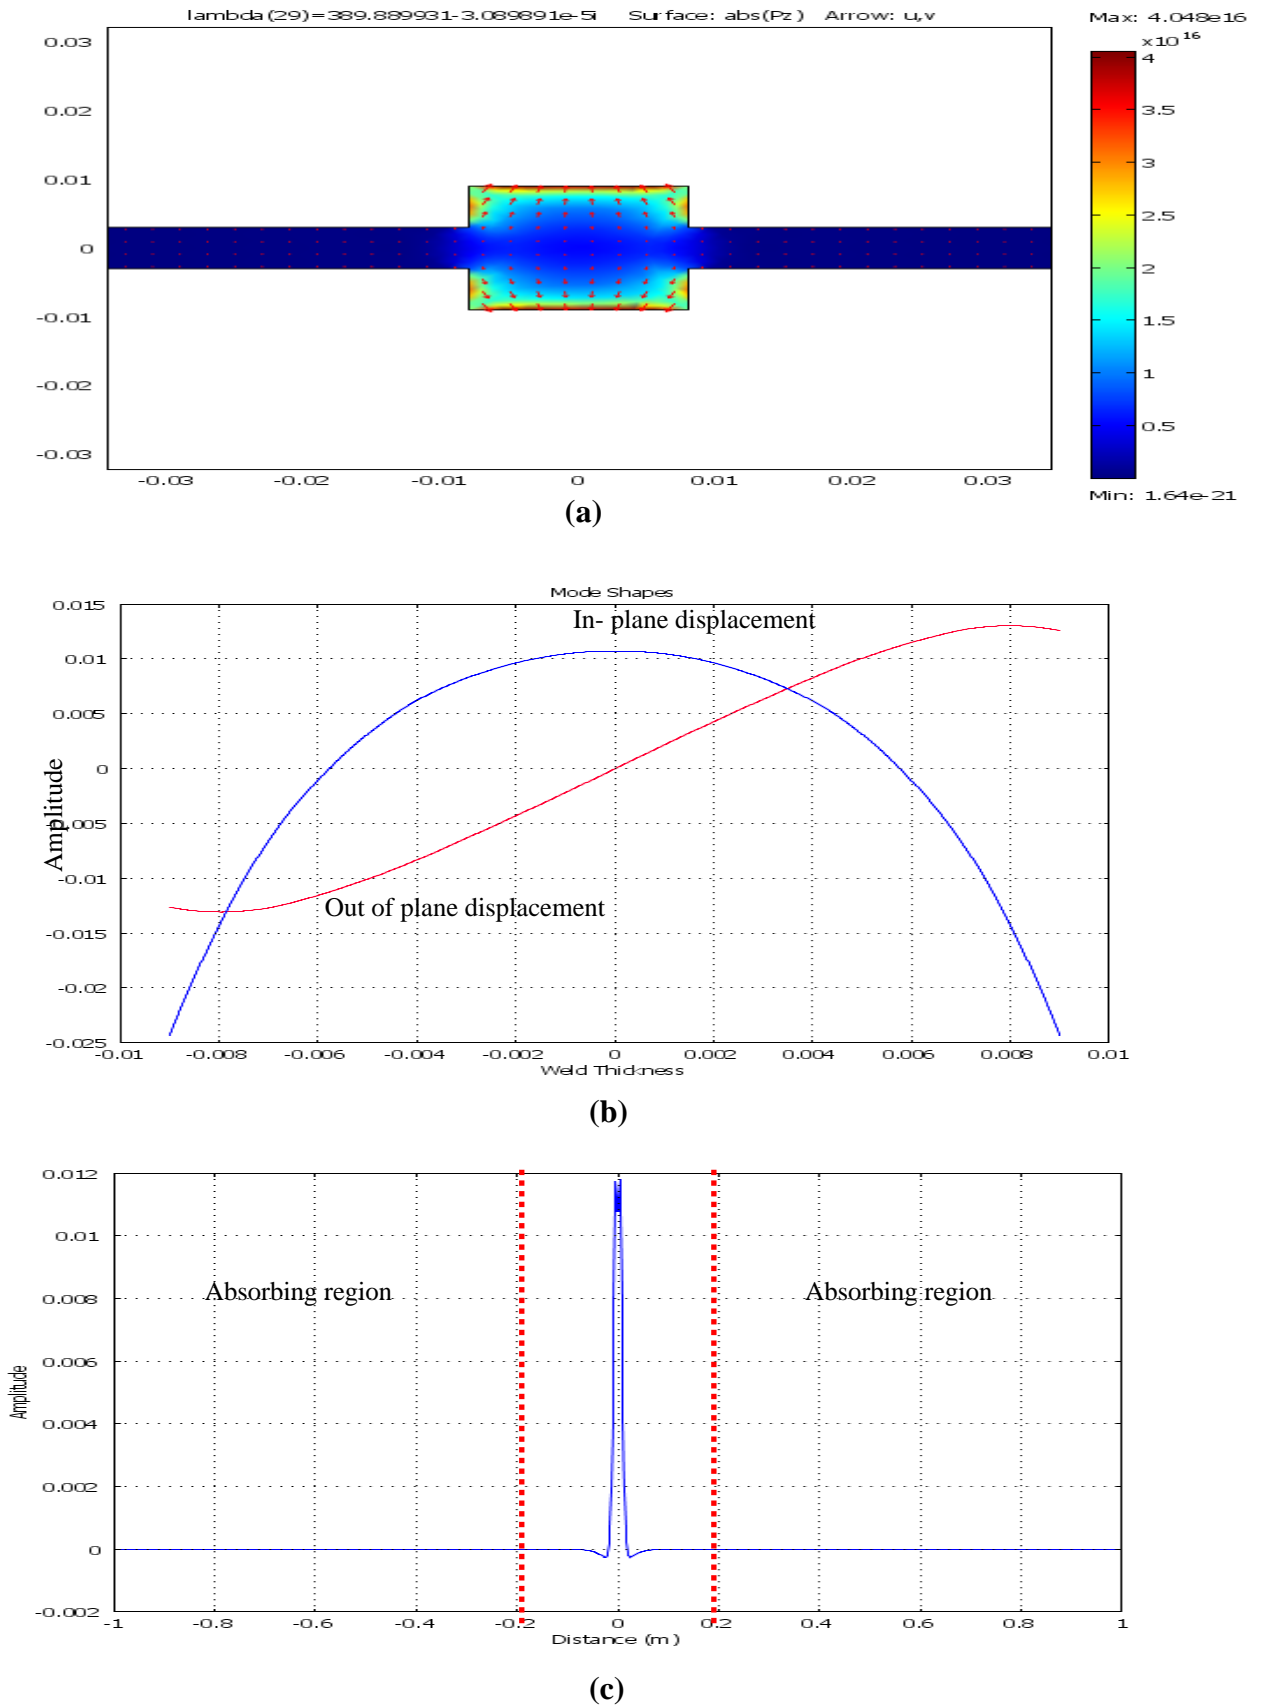 lambda(29)=389.889931-3.089891e-5i Surface: abs(Pz) Arrow: u,v
Max: 4.048e16
x10 16
0.03
0.02
0.01
0
-0.01
-0.02
-0.03
4
3.5
3
2.5
2
1.5
1
0.5
-0.03 -0.02 -0.01 0 0.01 0.02 0.03
Min: 1.64e-21
(a)
Mode Shapes
In- plane displacement
Out of plane displacement
Amplitude
0.015
0.01
0.005
0
-0.005
-0.01
-0.015
-0.02
-0.025
-0.01 -0.008 -0.006 -0.004 -0.002 0 0.002 0.004 0.006 0.008 0.01
Weld Thickness
(b)
0.012
0.01
0.008
0.006
0.004
0.002
0
-0.002
Absorbing region
Absorbing region
Amplitude
-1 -0.8 -0.6 -0.4 -0.2 0 0.2 0.4 0.6 0.8 1
Distance (m)
(c)